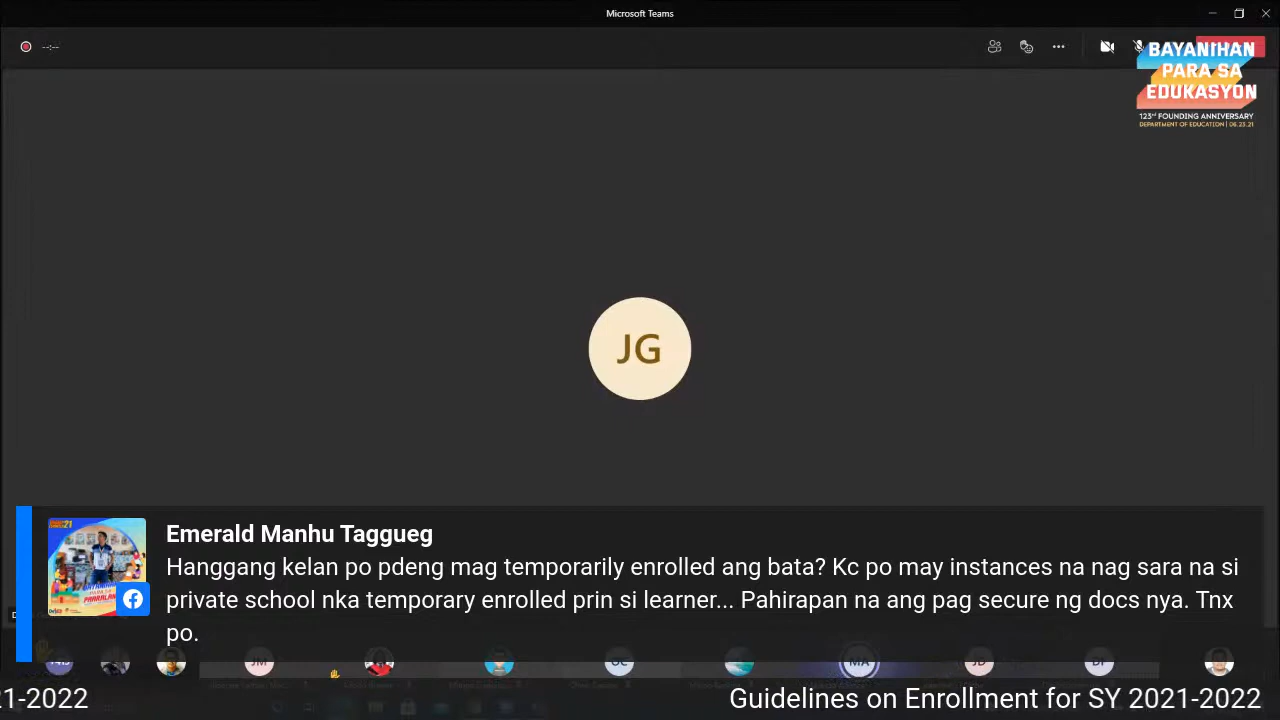 Microsoft Teams
--:--
BAYANIHAN
PARA SA
EDUKASYON
123rd FOUNDING ANNIVERSARY
DEPARTMENT OF EDUCATION | 06.23.21
JG
Emerald Manhu Taggueg
Hanggang kelan po pdeng mag temporarily enrolled ang bata? Kc po may instances na nag sara na si
private school nka temporary enrolled prin si learner... Pahirapan na ang pag secure ng docs nya. Tnx
po.
JM
MA
JD
21-2022
Guidelines on Enrollment for SY 2021-2022